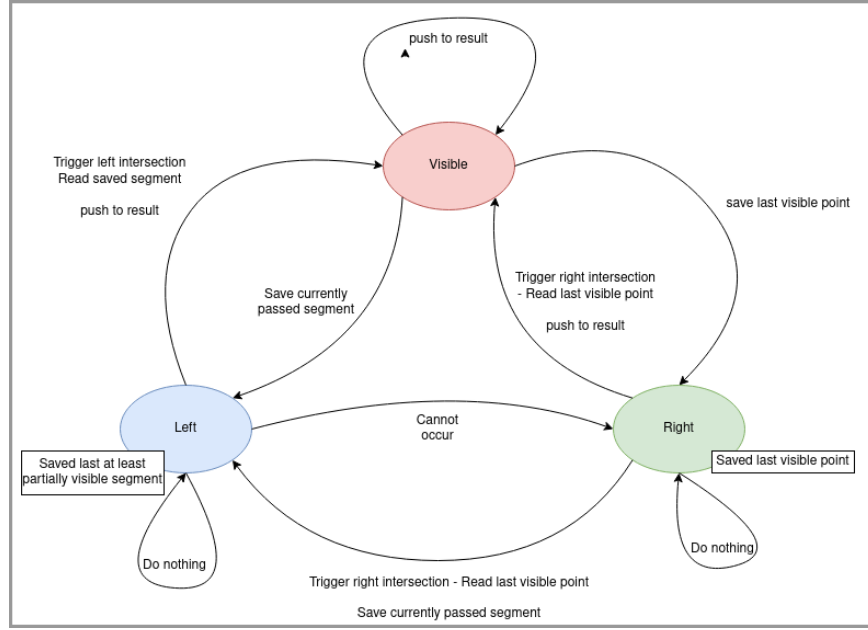 push to result
Visible
Trigger left intersection
Read saved segment
push to result
save last visible point
Trigger right intersection
- Read last visible point
push to result
Save currently
passed segment
Left
Cannot
occur
Right
Saved last at least
partially visible segment
Saved last visible point
Do nothing
Do nothing
Trigger right intersection - Read last visible point
Save currently passed segment